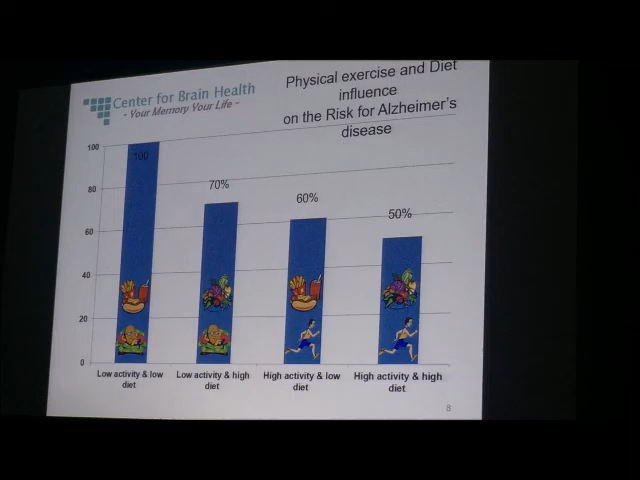 Center for Brain Health
~ Your Memory Your Life ~
Physical exercise and Diet
influence
on the Risk for Alzheimer's
disease
100
80
60
40
20
0
100
70%
60%
50%
Low activity & low
diet
Low activity & high
diet
High activity & low
diet
High activity & high
diet
8